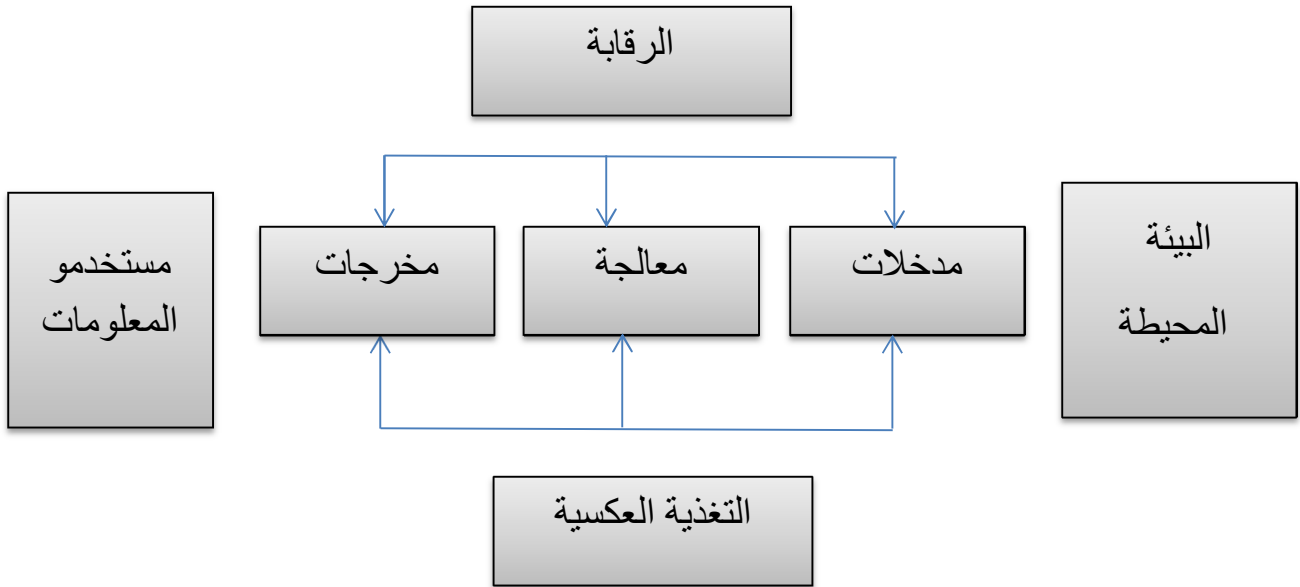 الرقابة
البيئة
المحيطة
مدخلات
معالجة
مخرجات
مستخدمو
المعلومات
التغذية العكسية